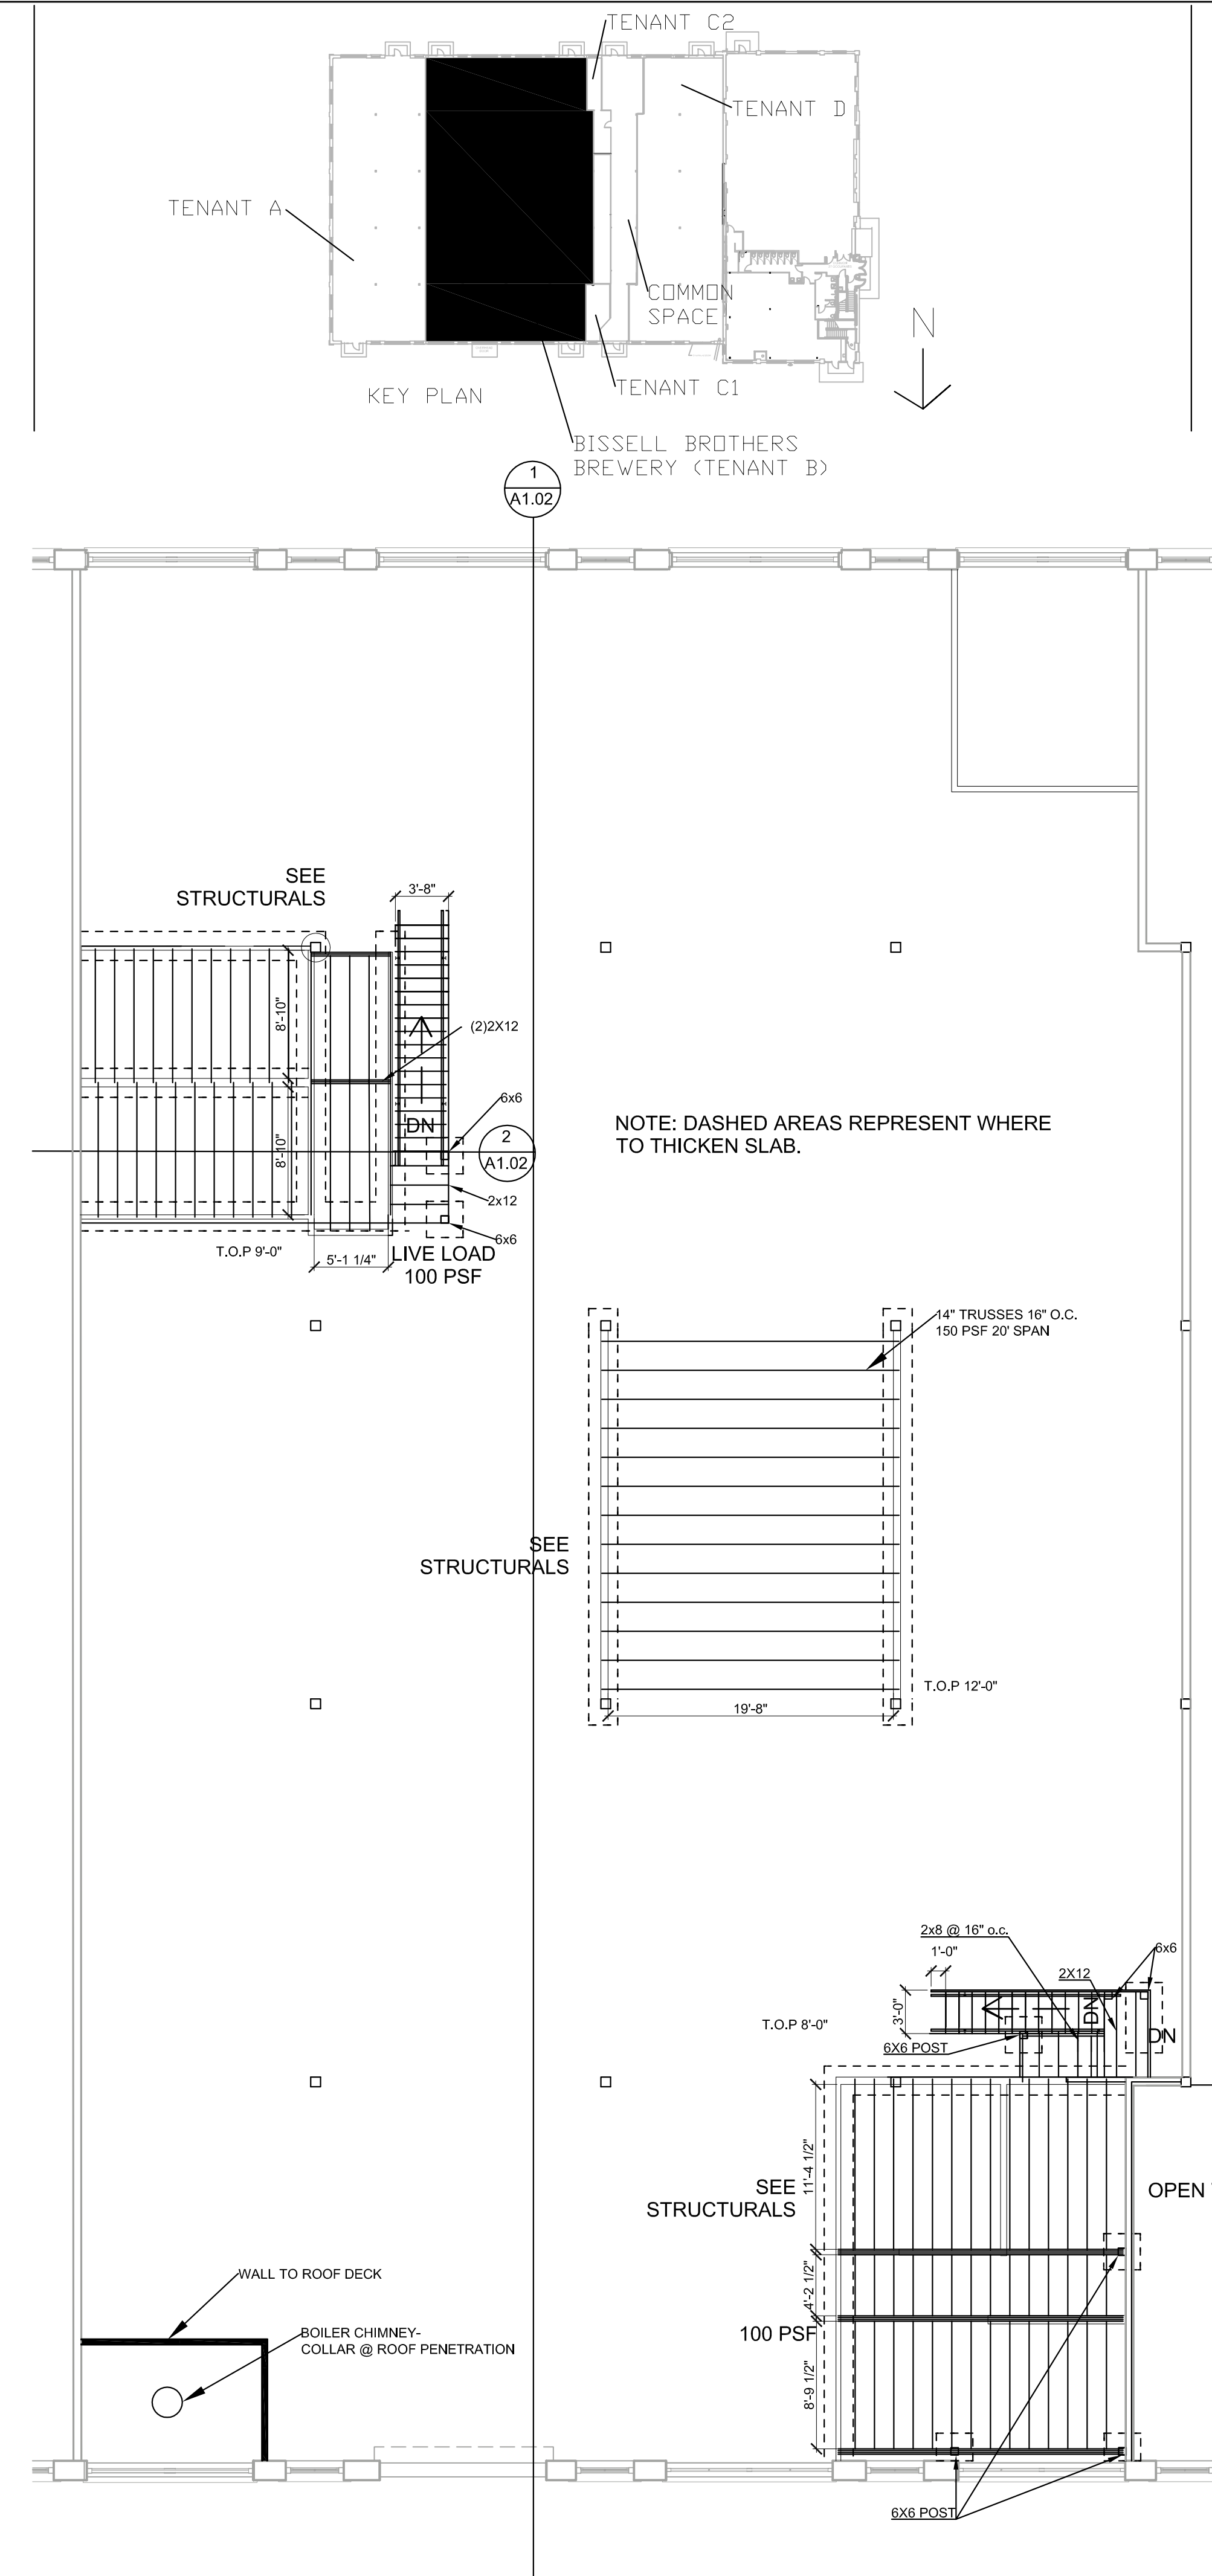 TENANT C2
TENANT D
TENANT A
COMMON
SPACE
N
TENANT C1
KEY PLAN
BISSELL BROTHERS
BREWERY (TENANT B)
1
A1.02
SEE
STRUCTURALS
3'-8"
8'-10"
(2)2X12
6x6
DN
2
A1.02
8'-10"
2x12
6x6
T.O.P 9'-0"
5'-1 1/4"
LIVE LOAD
100 PSF
NOTE: DASHED AREAS REPRESENT WHERE
TO THICKEN SLAB.
14" TRUSSES 16" O.C.
150 PSF 20' SPAN
SEE
STRUCTURALS
T.O.P 12'-0"
19'-8"
2x8 @ 16" o.c.
1'-0"
6x6
2X12
3'-0"
DN
DN
T.O.P 8'-0"
6X6 POST
11'-4 1/2"
SEE
STRUCTURALS
OPEN
4'-2 1/2"
100 PSF
8'-9 1/2"
WALL TO ROOF DECK
BOILER CHIMNEY-
COLLAR @ ROOF PENETRATION
6X6 POST